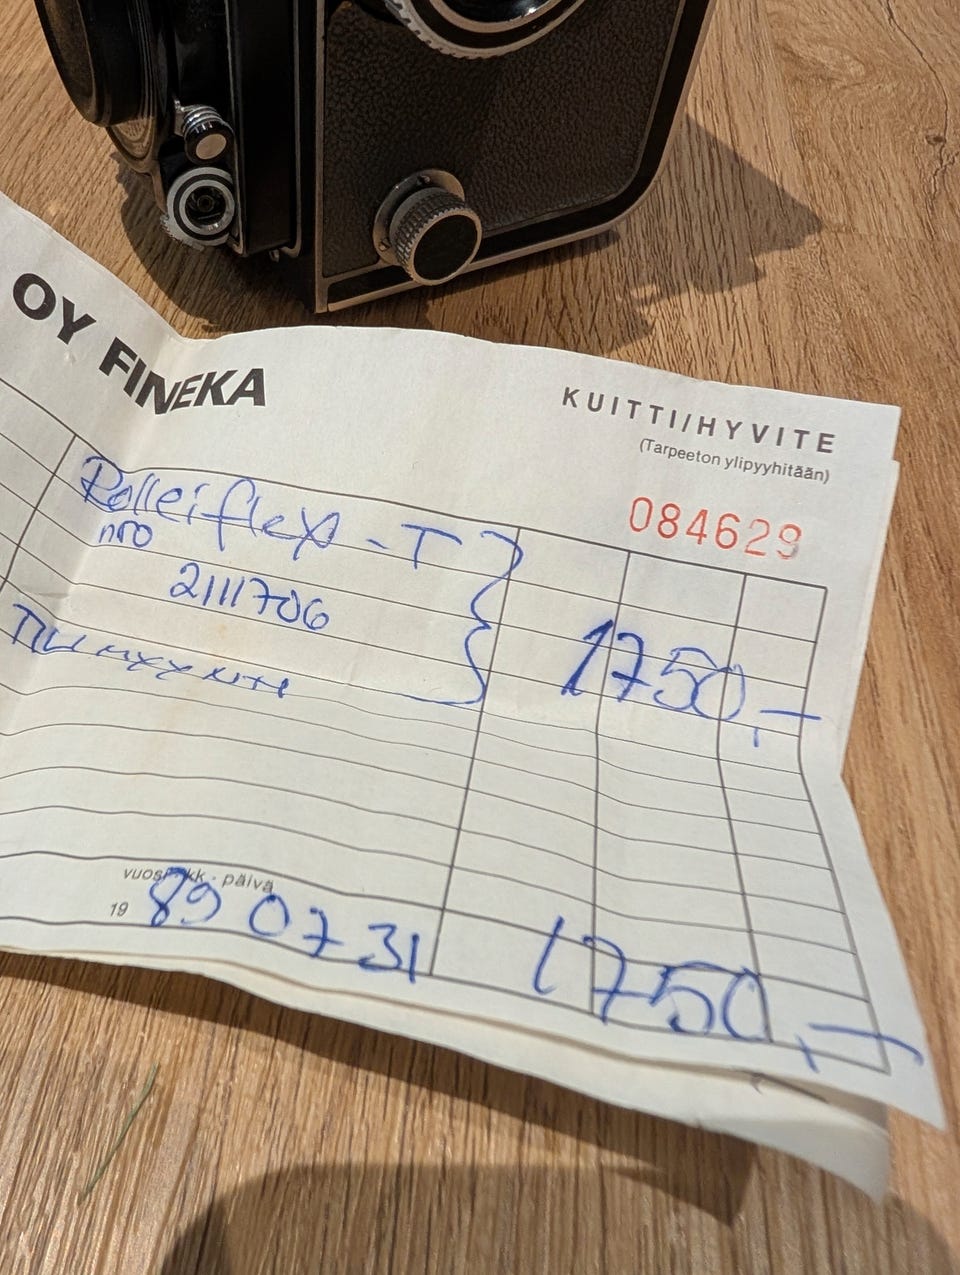 OY FINEKA
KUITTI/HYVITE
(Tarpeeton ylipyyhitään)
084629
Rolleiflex - T
nro
2111706
1750,-
vuosi kk päivä
19 89 07 31
1750,-